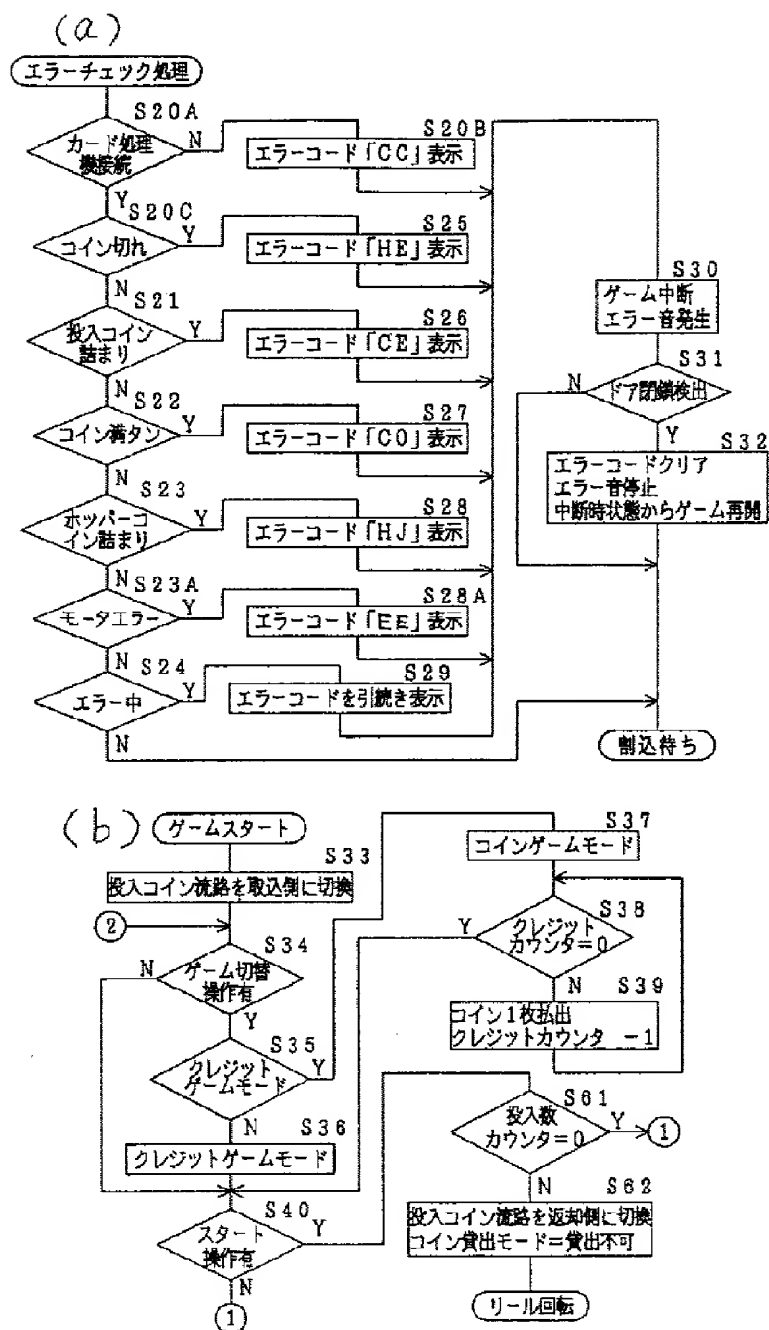 (a)
エラーチェック処理
S20A
カード処理
機接続
N
Y
S20B
エラーコード「CC」表示
S20C
コイン切れ
Y
N
S25
エラーコード「HE」表示
S21
投入コイン
詰まり
Y
N
S26
エラーコード「CE」表示
S22
コイン満タン
Y
N
S27
エラーコード「CO」表示
S23
ホッパーコ
イン詰まり
Y
N
S28
エラーコード「HJ」表示
S23A
モータエラー
Y
N
S28A
エラーコード「EE」表示
S24
エラー中
Y
N
S29
エラーコードを引続き表示
S30
ゲーム中断
エラー音発生
S31
ドア閉鎖検出
N
Y
S32
エラーコードクリア
エラー音停止
中断時状態からゲーム再開
割込待ち
(b)
ゲームスタート
S33
投入コイン流路を取込側に切換
②
S34
ゲーム切替
操作有
N
Y
S35
クレジット
ゲームモード
Y
N
S36
クレジットゲームモード
S37
コインゲームモード
S38
クレジット
カウンタ=0
Y
N
S39
コイン1枚払出
クレジットカウンタ -1
S40
スタート
操作有
Y
N
①
S61
投入数
カウンタ=0
Y
①
N
S62
投入コイン流路を返却側に切換
コイン貸出モード=貸出不可
リール回転